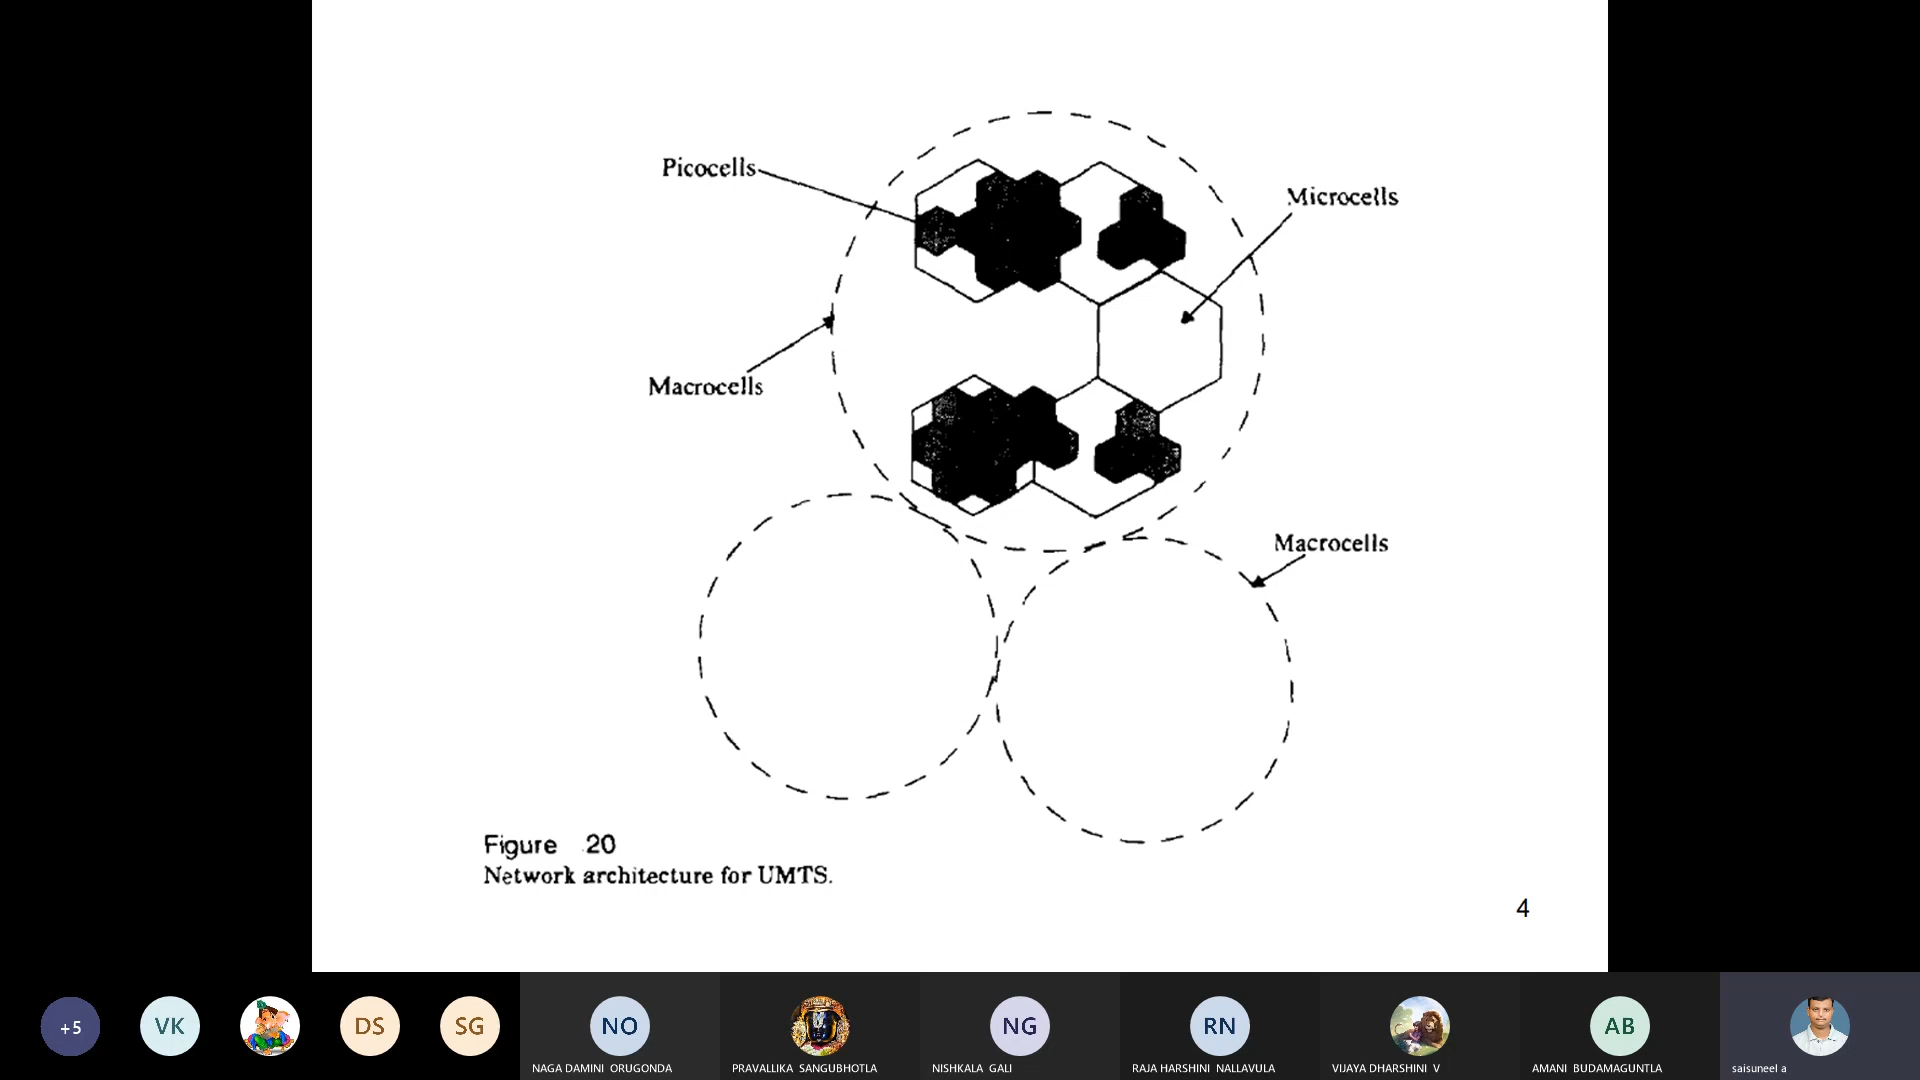 Picocells
Microcells
Macrocells
Macrocells
Figure 20
Network architecture for UMTS.
4
+5
VK
DS
SG
NO
NG
RN
AB
NAGA DAMINI ORUGONDA
PRAVALLIKA SANGUBHOTLA
NISHKALA GALI
RAJA HARSHINI NALLAVULA
VIJAYA DHARSHINI V
AMANI BUDAMAGUNTLA
saisuneel a